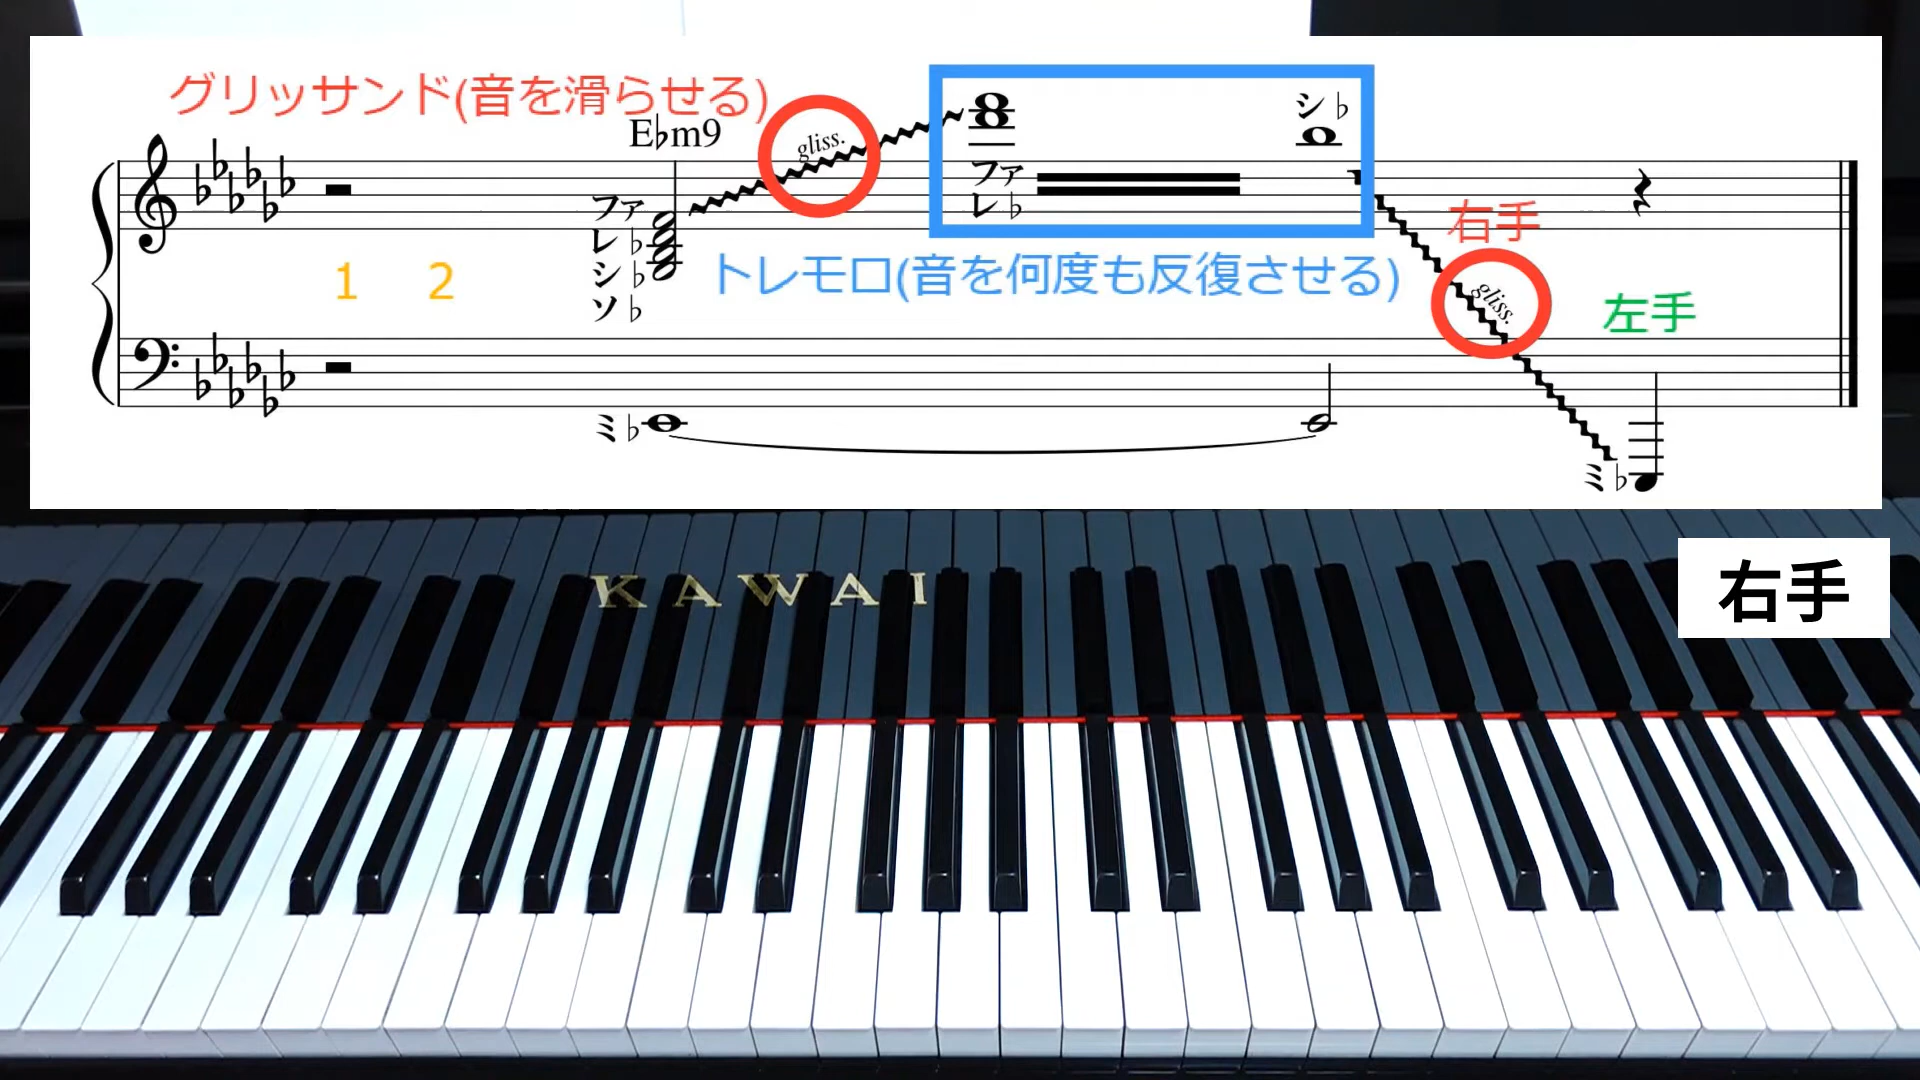 グリッサンド(音を滑らせる)
E♭m9
gliss.
シ♭
ファ
レ♭
シ♭
ソ♭
ファ
レ♭
1 2
トレモロ(音を何度も反復させる)
右手
gliss.
左手
ミ♭
ミ♭
右手
KAWAI